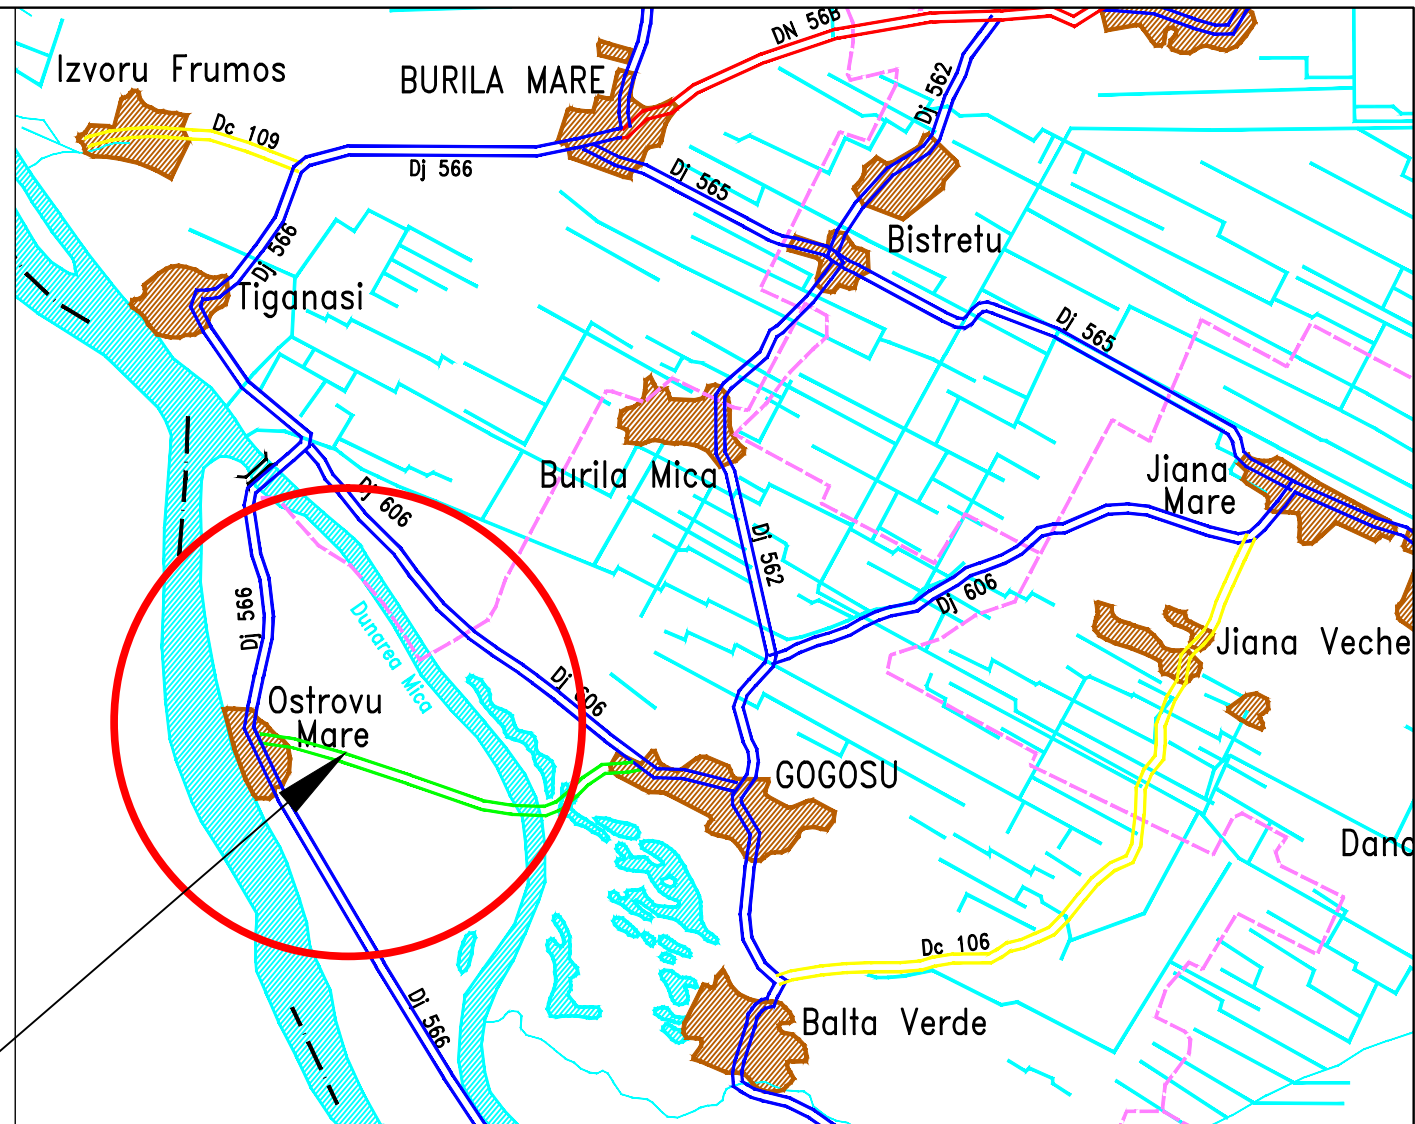 DN 56B
Izvoru Frumos
BURILA MARE
Dj 562
Dc 109
Dj 566
Dj 565
Bistretu
Dj 566
Tiganasi
Dj 565
Jiana
Mare
Burila Mica
Dj 606
Dj 562
Dj 606
Dj 566
Dunarea Mica
Jiana Veche
Ostrovu
Mare
Dj 606
GOGOSU
Danc
Dc 106
Dj 566
Balta Verde